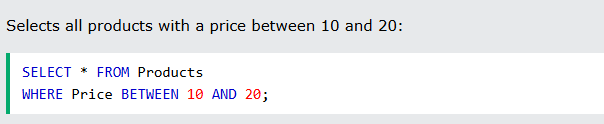 Selects all products with a price between 10 and 20:
SELECT * FROM Products
WHERE Price BETWEEN 10 AND 20;